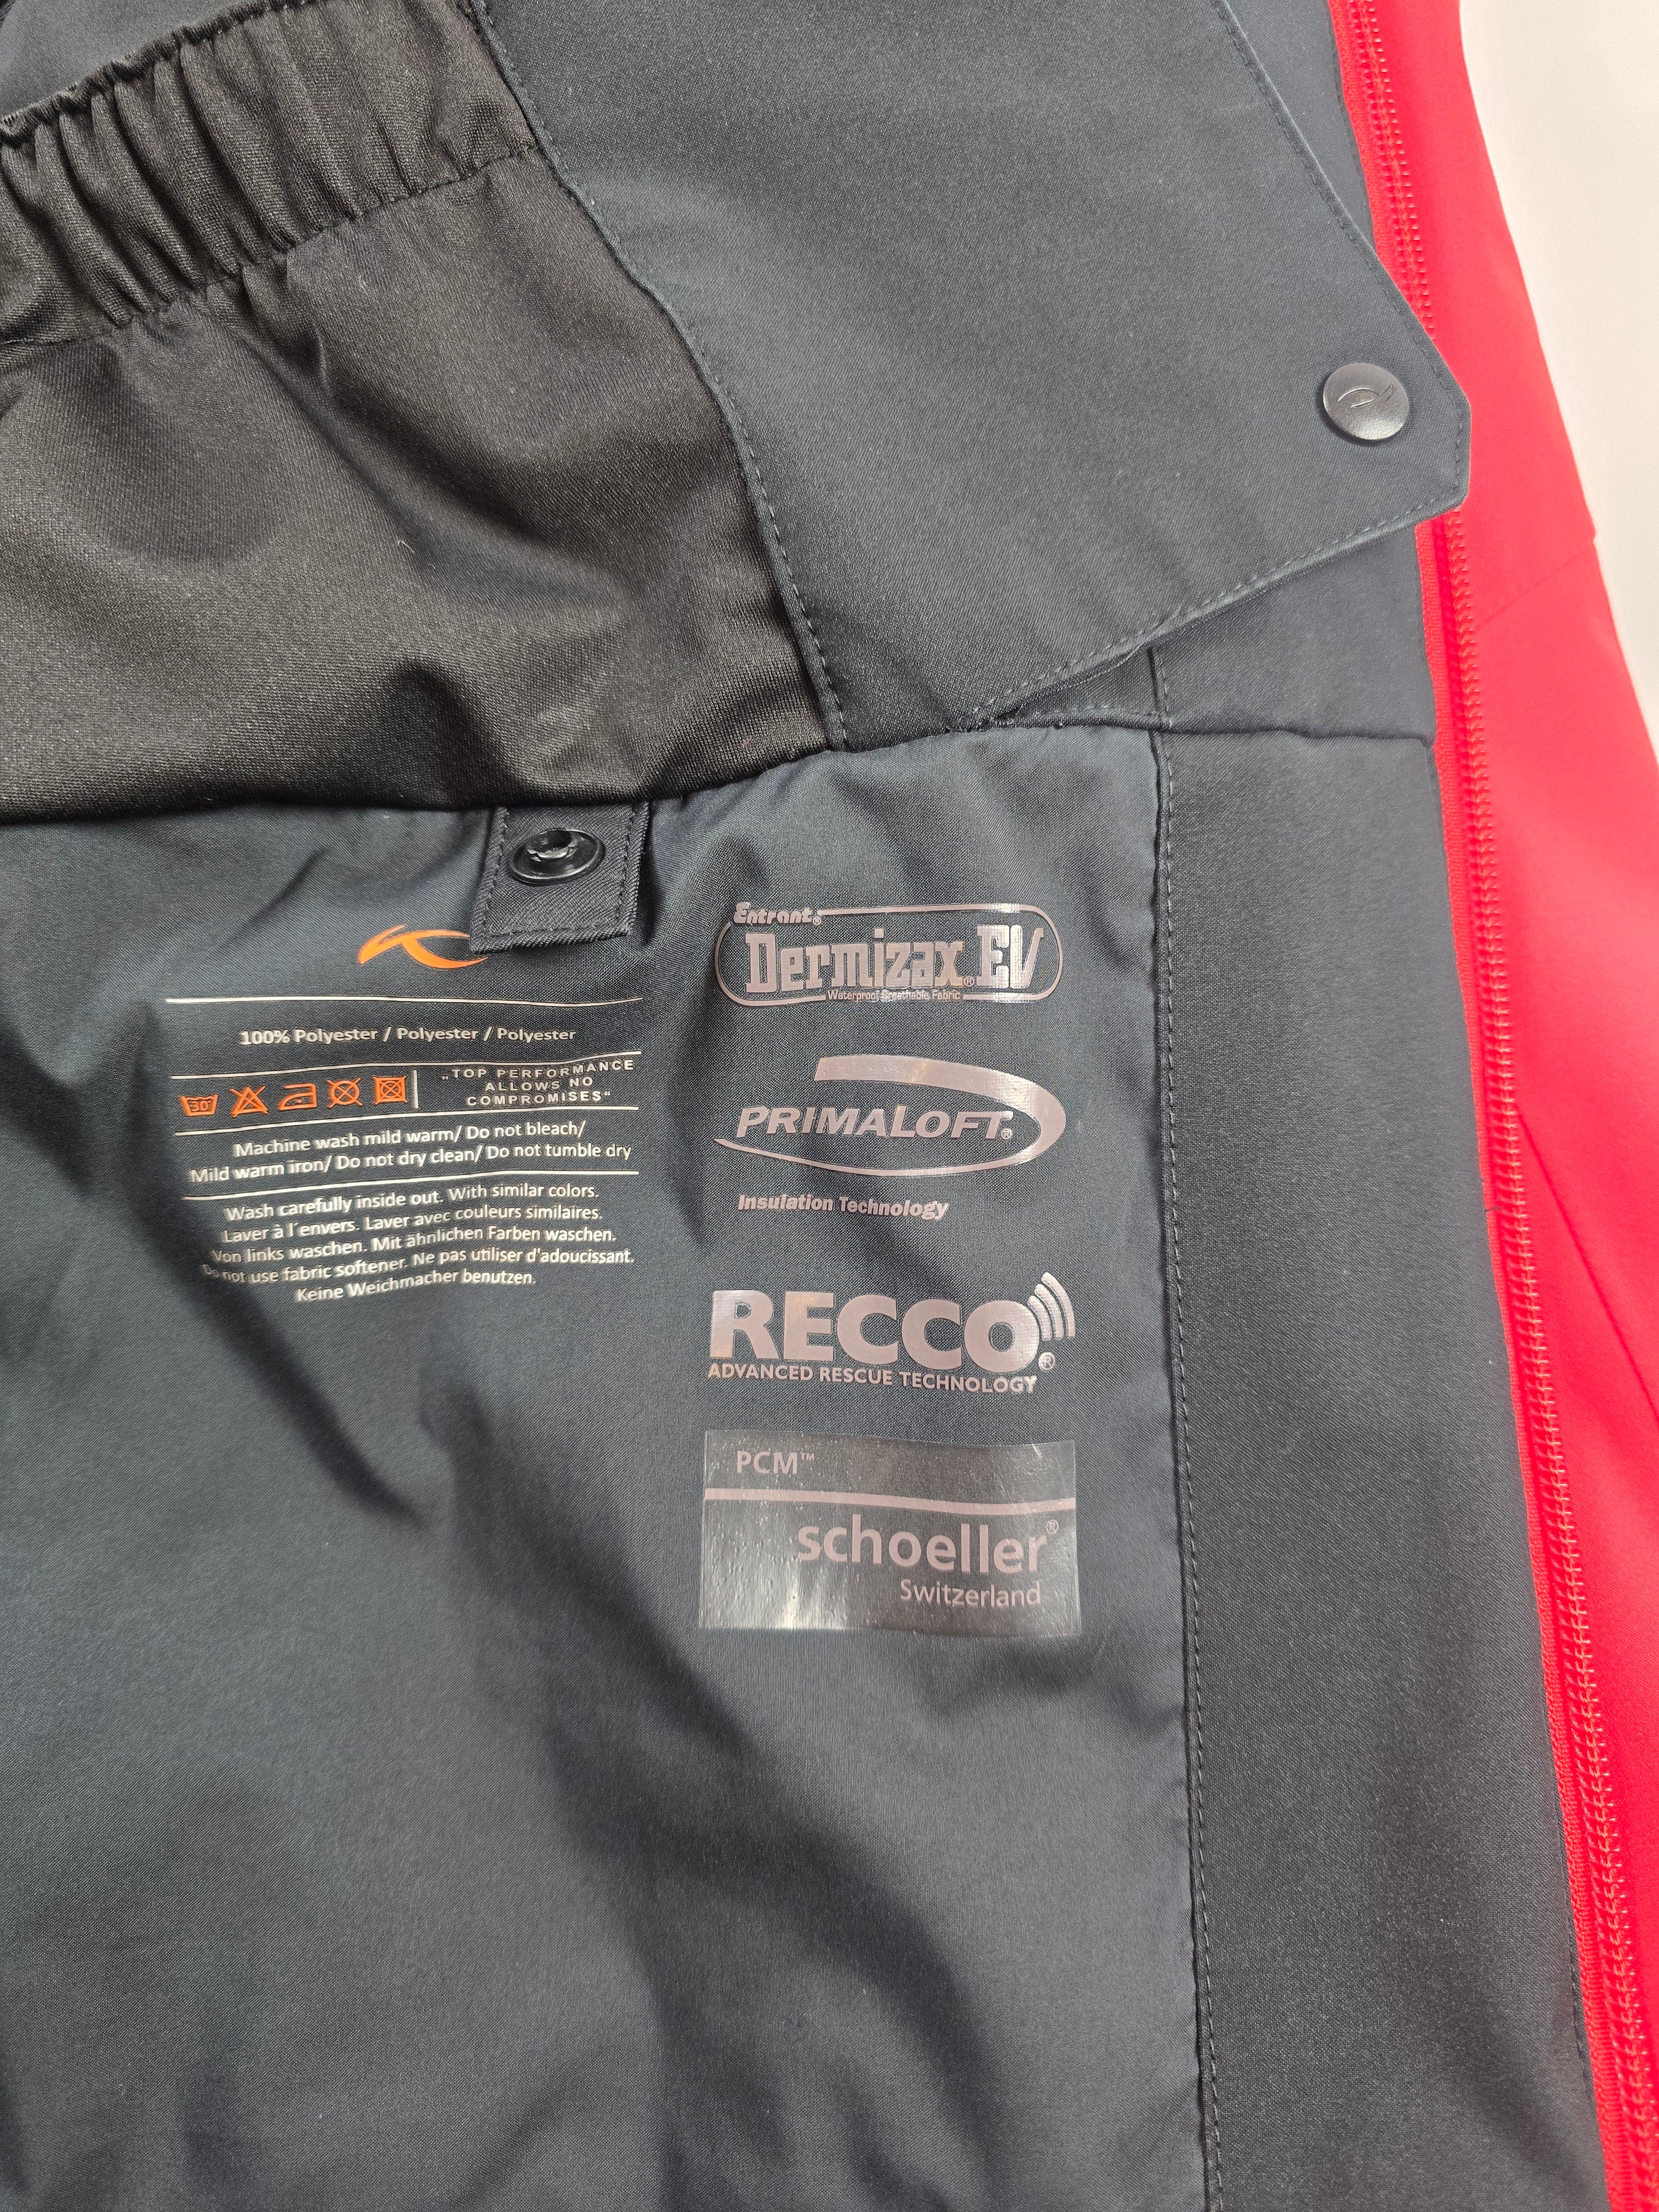 100% Polyester / Polyester / Polyester
30°
„TOP PERFORMANCE
ALLOWS NO
COMPROMISES“
Machine wash mild warm/ Do not bleach/
Mild warm iron/ Do not dry clean/ Do not tumble dry
Wash carefully inside out. With similar colors.
Laver à l'envers. Laver avec couleurs similaires.
Von links waschen. Mit ähnlichen Farben waschen.
Do not use fabric softener. Ne pas utiliser d'adoucissant.
Keine Weichmacher benutzen.
Entrant®
Dermizax®EV
Waterproof Breathable Fabric
PRIMALOFT®
Insulation Technology
RECCO®
ADVANCED RESCUE TECHNOLOGY
PCM™
schoeller®
Switzerland